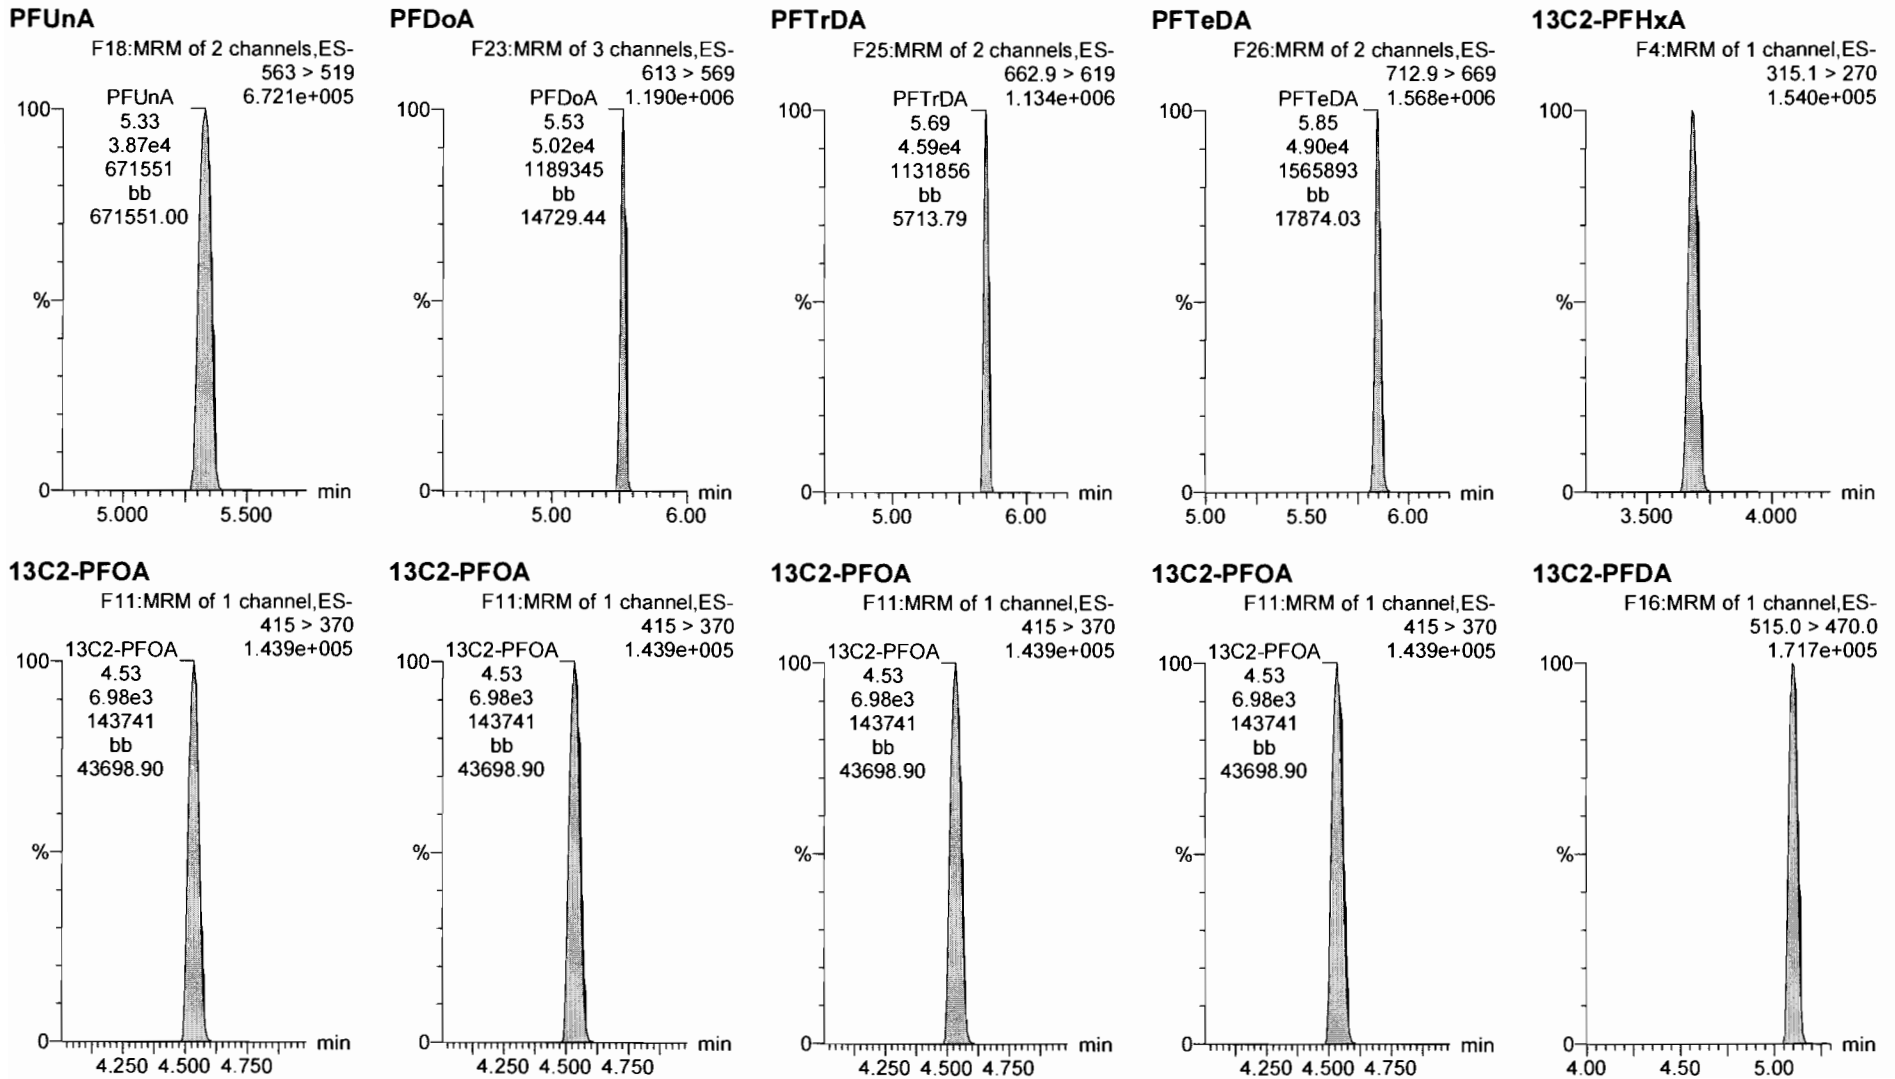 PFUnA
F18:MRM of 2 channels,ES-
563 > 519
6.721e+005
PFUnA
5.33
3.87e4
671551
bb
671551.00
100
%
0
5.000 5.500
min
PFDoA
F23:MRM of 3 channels,ES-
613 > 569
1.190e+006
PFDoA
5.53
5.02e4
1189345
bb
14729.44
100
%
0
5.00 6.00
min
PFTrDA
F25:MRM of 2 channels,ES-
662.9 > 619
1.134e+006
PFTrDA
5.69
4.59e4
1131856
bb
5713.79
100
%
0
5.00 6.00
min
PFTeDA
F26:MRM of 2 channels,ES-
712.9 > 669
1.568e+006
PFTeDA
5.85
4.90e4
1565893
bb
17874.03
100
%
0
5.00 5.50 6.00
min
13C2-PFHxA
F4:MRM of 1 channel,ES-
315.1 > 270
1.540e+005
100
%
0
3.500 4.000
min
13C2-PFOA
F11:MRM of 1 channel,ES-
415 > 370
1.439e+005
13C2-PFOA
4.53
6.98e3
143741
bb
43698.90
100
%
0
4.250 4.500 4.750
min
13C2-PFOA
F11:MRM of 1 channel,ES-
415 > 370
1.439e+005
13C2-PFOA
4.53
6.98e3
143741
bb
43698.90
100
%
0
4.250 4.500 4.750
min
13C2-PFOA
F11:MRM of 1 channel,ES-
415 > 370
1.439e+005
13C2-PFOA
4.53
6.98e3
143741
bb
43698.90
100
%
0
4.250 4.500 4.750
min
13C2-PFOA
F11:MRM of 1 channel,ES-
415 > 370
1.439e+005
13C2-PFOA
4.53
6.98e3
143741
bb
43698.90
100
%
0
4.250 4.500 4.750
min
13C2-PFDA
F16:MRM of 1 channel,ES-
515.0 > 470.0
1.717e+005
100
%
0
4.00 4.50 5.00
min